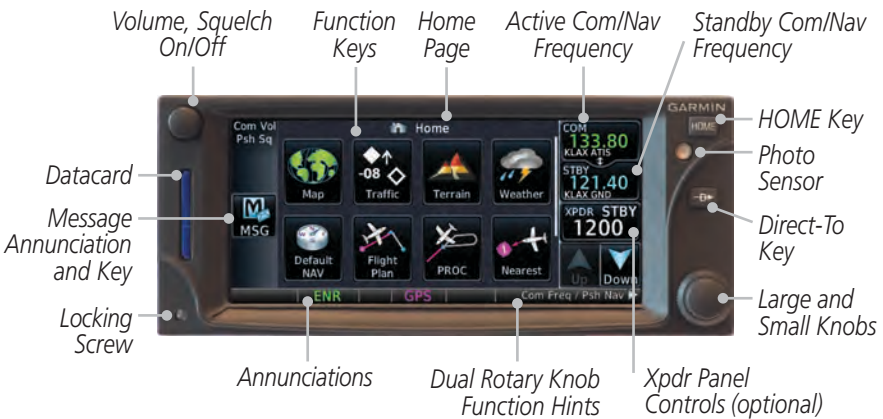 Volume, Squelch
On/Off
Function
Keys
Home
Page
Active Com/Nav
Frequency
Standby Com/Nav
Frequency
GARMIN
HOME
HOME Key
Photo
Sensor
Direct-To
Key
Large and
Small Knobs
Datacard
Message
Annunciation
and Key
Locking
Screw
Com Vol
Psh Sq
Home
COM
133.80
KLAX ATIS
STBY
121.40
KLAX GND
XPDR STBY
1200
Map
-08
Traffic
Terrain
Weather
MSG
Default
NAV
Flight
Plan
PROC
Nearest
Up
Down
ENR
GPS
Com Freq / Psh Nav
Annunciations
Dual Rotary Knob
Function Hints
Xpdr Panel
Controls (optional)